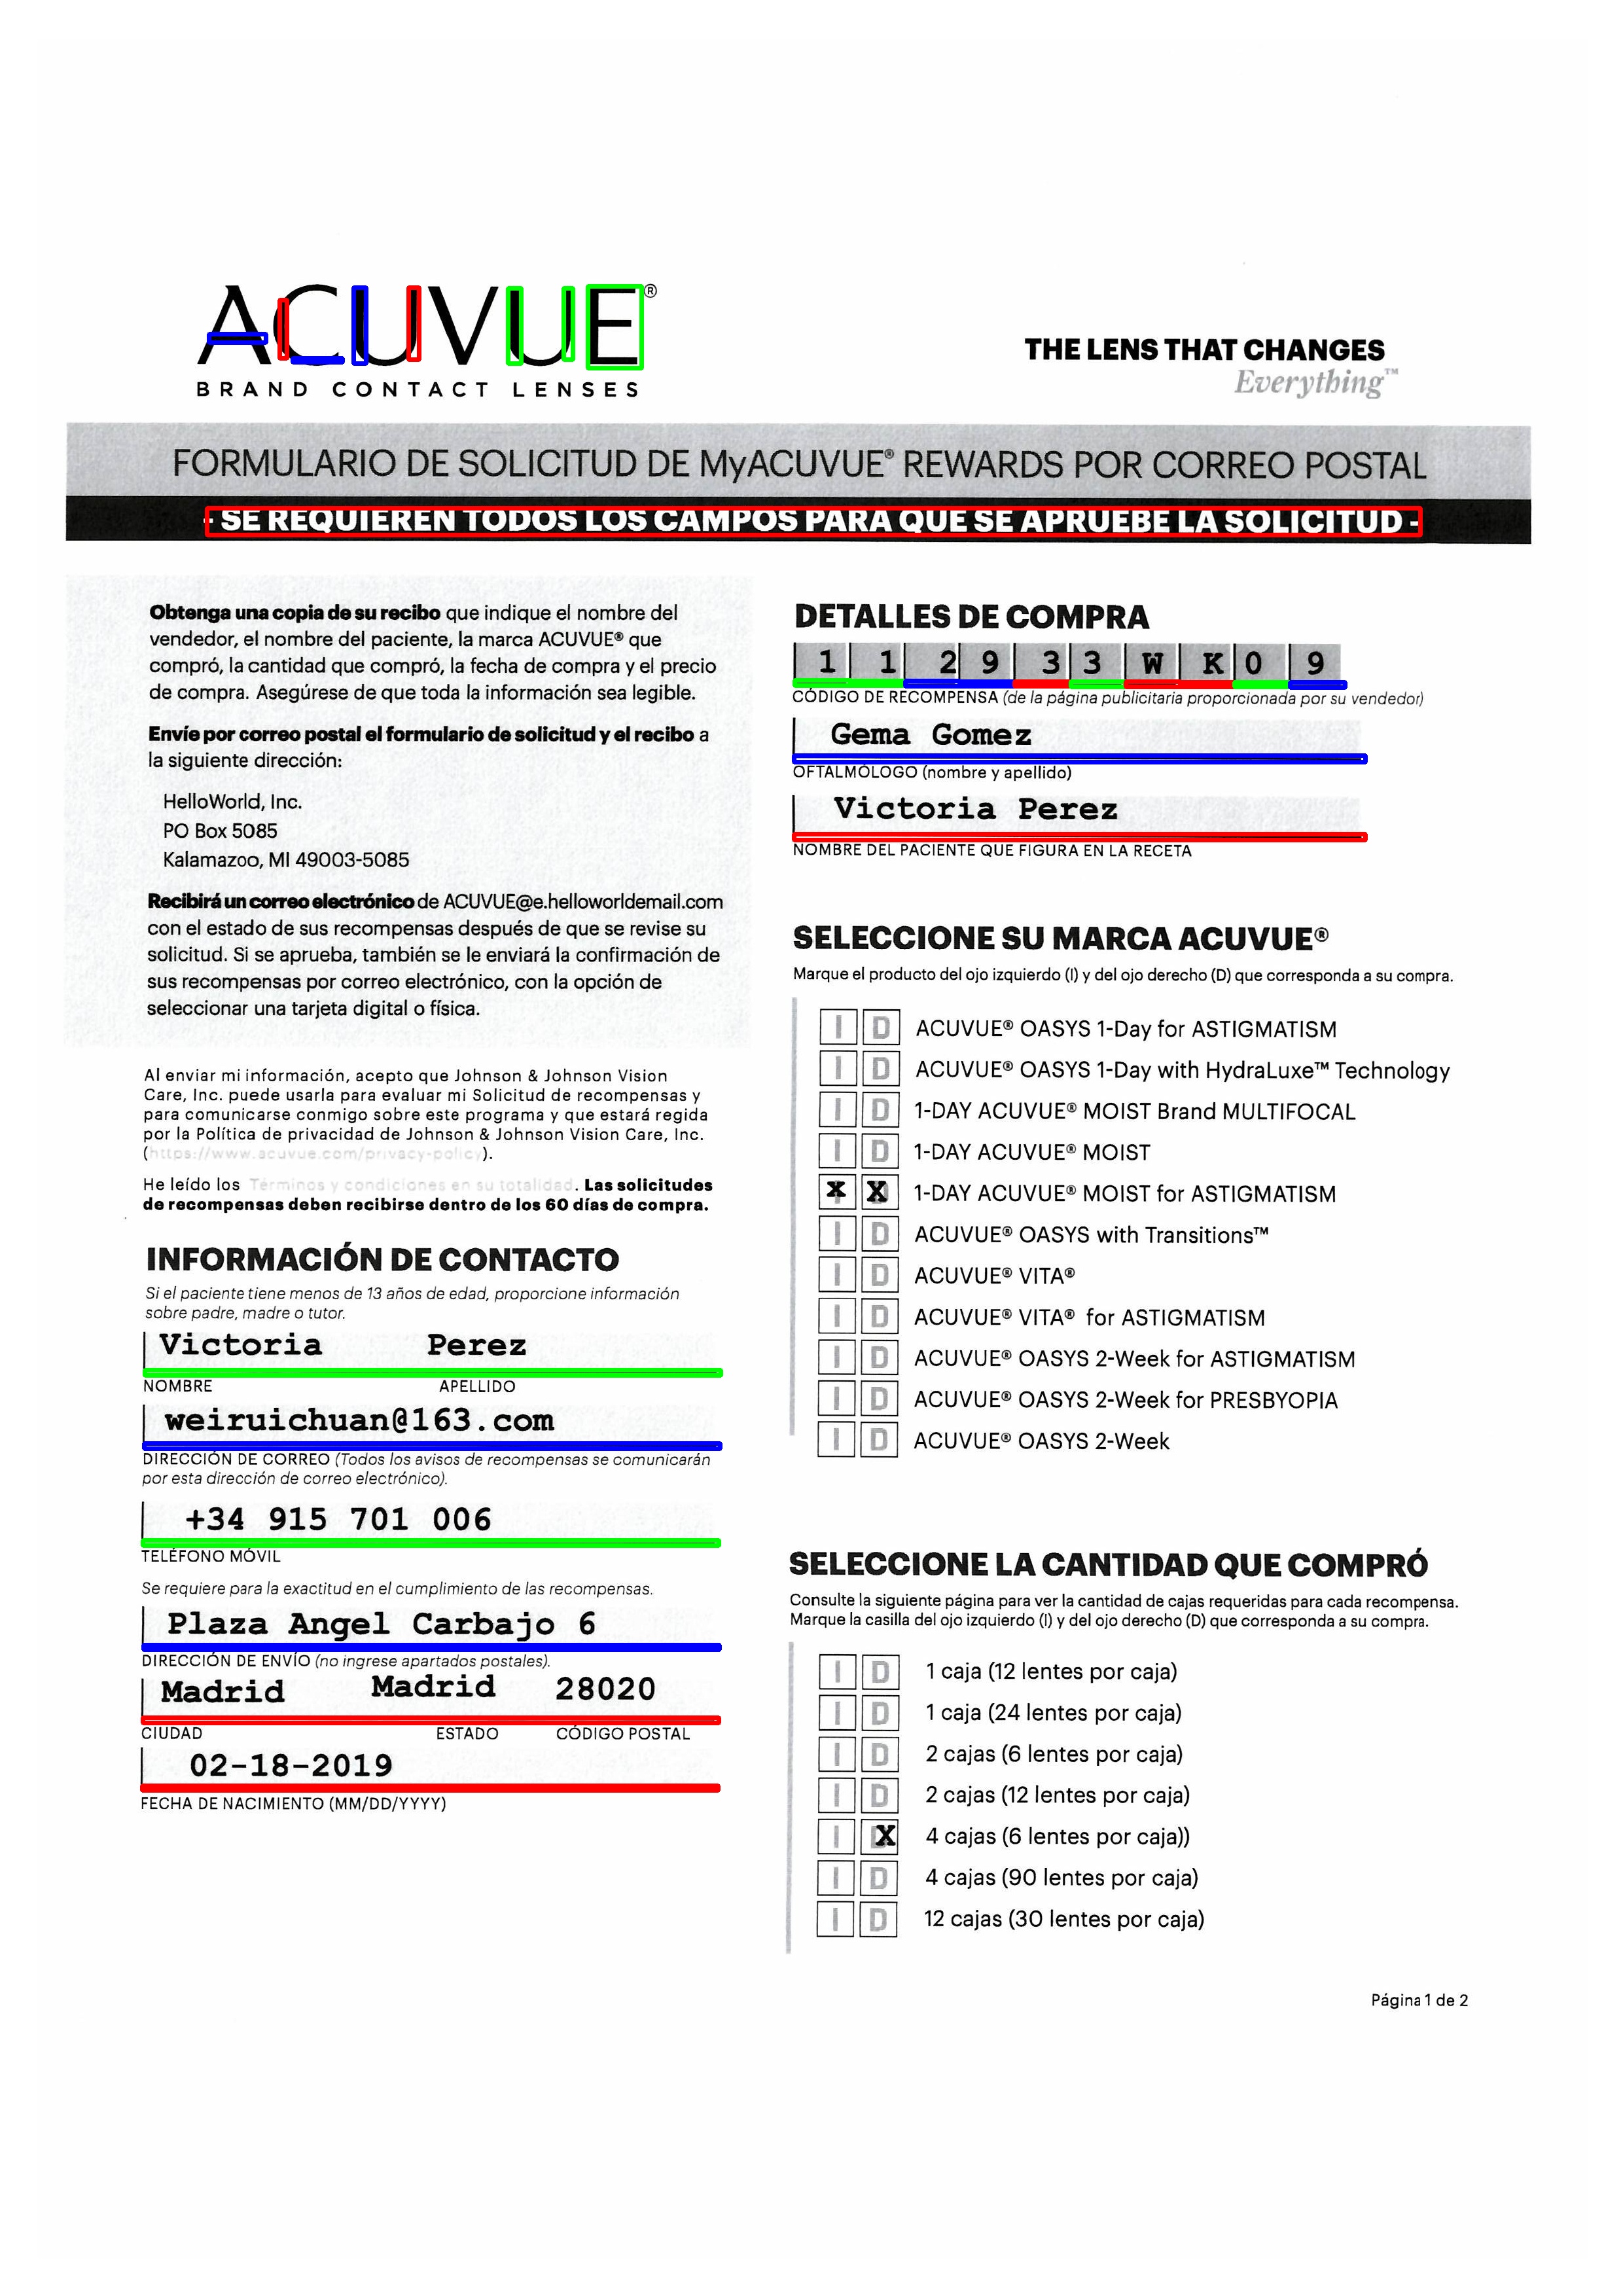 ACUVUE®
BRAND CONTACT LENSES
THE LENS THAT CHANGES
Everything™
FORMULARIO DE SOLICITUD DE MyACUVUE® REWARDS POR CORREO POSTAL
- SE REQUIEREN TODOS LOS CAMPOS PARA QUE SE APRUEBE LA SOLICITUD -
Obtenga una copia de su recibo que indique el nombre del
vendedor, el nombre del paciente, la marca ACUVUE® que
compró, la cantidad que compró, la fecha de compra y el precio
de compra. Asegúrese de que toda la información sea legible.
Envíe por correo postal el formulario de solicitud y el recibo a
la siguiente dirección:
HelloWorld, Inc.
PO Box 5085
Kalamazoo, MI 49003-5085
Recibirá un correo electrónico de ACUVUE@e.helloworldemail.com
con el estado de sus recompensas después de que se revise su
solicitud. Si se aprueba, también se le enviará la confirmación de
sus recompensas por correo electrónico, con la opción de
seleccionar una tarjeta digital o física.
Al enviar mi información, acepto que Johnson & Johnson Vision
Care, Inc. puede usarla para evaluar mi Solicitud de recompensas y
para comunicarse conmigo sobre este programa y que estará regida
por la Política de privacidad de Johnson & Johnson Vision Care, Inc.
(https://www.acuvue.com/privacy-policy).
He leído los Términos y condiciones en su totalidad. Las solicitudes
de recompensas deben recibirse dentro de los 60 días de compra.
INFORMACIÓN DE CONTACTO
Si el paciente tiene menos de 13 años de edad, proporcione información
sobre padre, madre o tutor.
Victoria Perez
NOMBRE APELLIDO
weiruichuan@163.com
DIRECCIÓN DE CORREO (Todos los avisos de recompensas se comunicarán
por esta dirección de correo electrónico).
+34 915 701 006
TELÉFONO MÓVIL
Se requiere para la exactitud en el cumplimiento de las recompensas.
Plaza Angel Carbajo 6
DIRECCIÓN DE ENVÍO (no ingrese apartados postales).
Madrid Madrid 28020
CIUDAD ESTADO CÓDIGO POSTAL
02-18-2019
FECHA DE NACIMIENTO (MM/DD/YYYY)
DETALLES DE COMPRA
1 1 2 9 3 3 W K 0 9
CÓDIGO DE RECOMPENSA (de la página publicitaria proporcionada por su vendedor)
Gema Gomez
OFTALMÓLOGO (nombre y apellido)
Victoria Perez
NOMBRE DEL PACIENTE QUE FIGURA EN LA RECETA
SELECCIONE SU MARCA ACUVUE®
Marque el producto del ojo izquierdo (I) y del ojo derecho (D) que corresponda a su compra.
I D ACUVUE® OASYS 1-Day for ASTIGMATISM
I D ACUVUE® OASYS 1-Day with HydraLuxe™ Technology
I D 1-DAY ACUVUE® MOIST Brand MULTIFOCAL
I D 1-DAY ACUVUE® MOIST
X X 1-DAY ACUVUE® MOIST for ASTIGMATISM
I D ACUVUE® OASYS with Transitions™
I D ACUVUE® VITA®
I D ACUVUE® VITA® for ASTIGMATISM
I D ACUVUE® OASYS 2-Week for ASTIGMATISM
I D ACUVUE® OASYS 2-Week for PRESBYOPIA
I D ACUVUE® OASYS 2-Week
SELECCIONE LA CANTIDAD QUE COMPRÓ
Consulte la siguiente página para ver la cantidad de cajas requeridas para cada recompensa.
Marque la casilla del ojo izquierdo (I) y del ojo derecho (D) que corresponda a su compra.
I D 1 caja (12 lentes por caja)
I D 1 caja (24 lentes por caja)
I D 2 cajas (6 lentes por caja)
I D 2 cajas (12 lentes por caja)
I X 4 cajas (6 lentes por caja))
I D 4 cajas (90 lentes por caja)
I D 12 cajas (30 lentes por caja)
Página 1 de 2